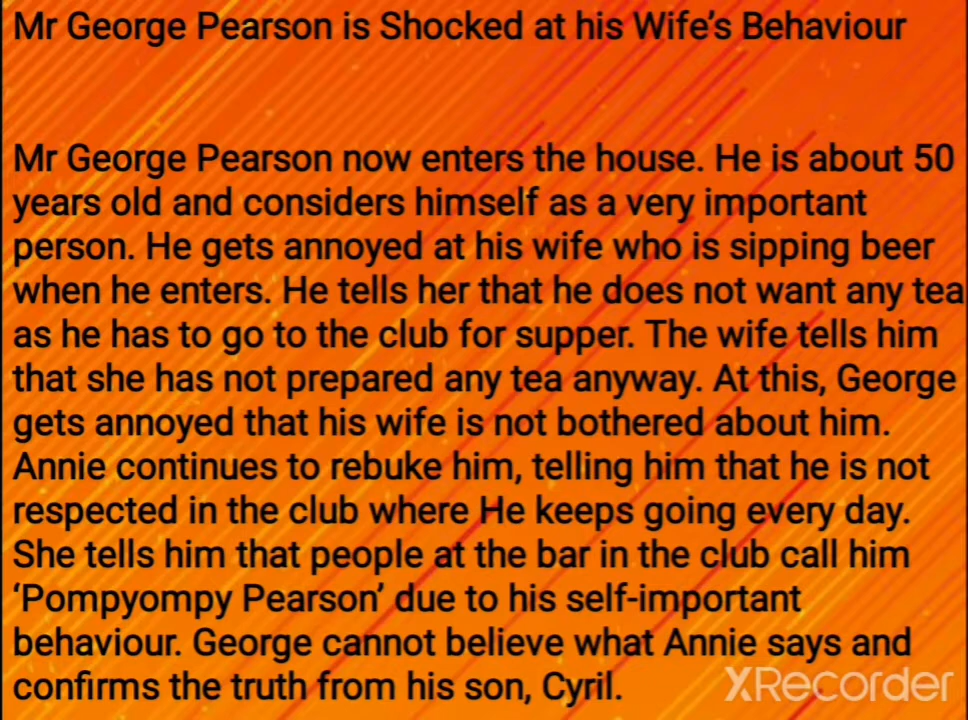 Mr George Pearson is Shocked at his Wife's Behaviour
Mr George Pearson now enters the house. He is about 50
years old and considers himself as a very important
person. He gets annoyed at his wife who is sipping beer
when he enters. He tells her that he does not want any tea
as he has to go to the club for supper. The wife tells him
that she has not prepared any tea anyway. At this, George
gets annoyed that his wife is not bothered about him.
Annie continues to rebuke him, telling him that he is not
respected in the club where He keeps going every day.
She tells him that people at the bar in the club call him
‘Pompyompy Pearson’ due to his self-important
behaviour. George cannot believe what Annie says and
confirms the truth from his son, Cyril.
XRecorder